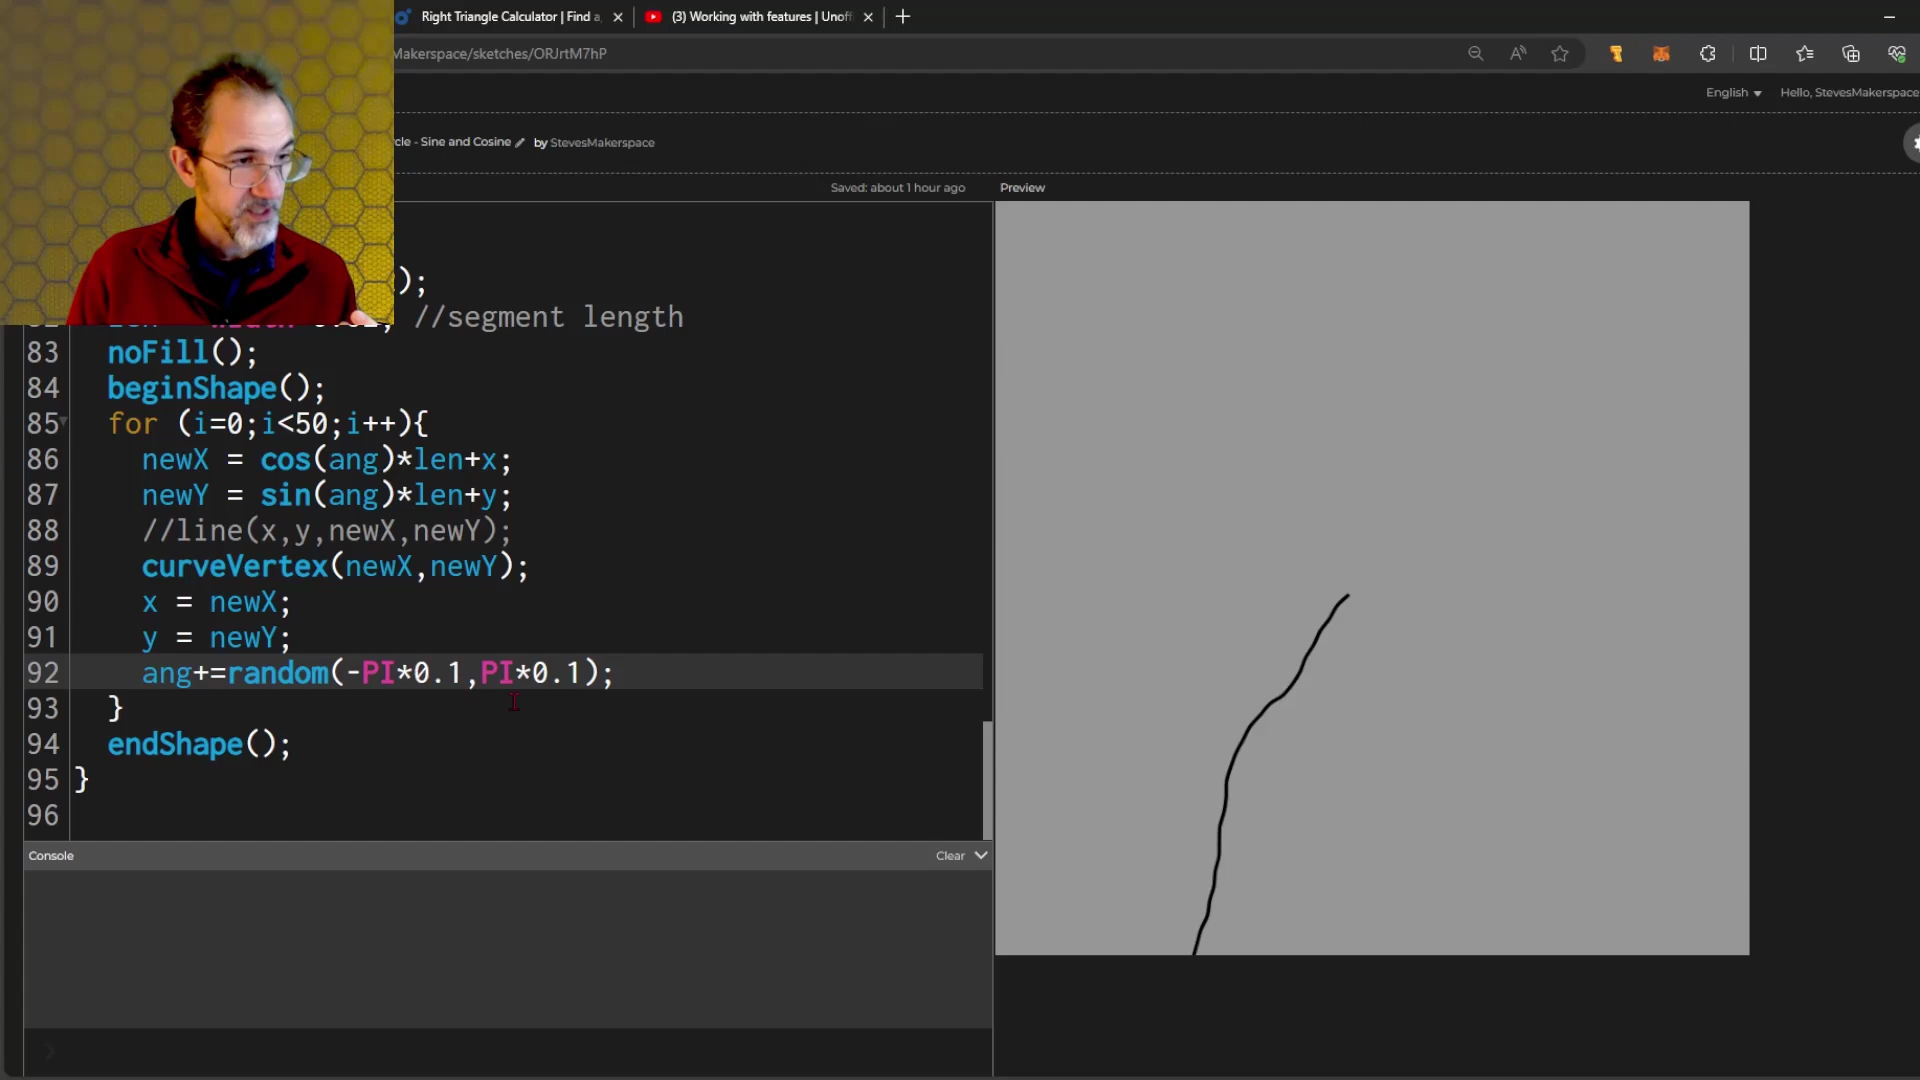 Right Triangle Calculator | Find a
(3) Working with features | Unof
Makerspace/sketches/ORJrtM7hP
English
Hello, StevesMakerspace
cle - Sine and Cosine
by StevesMakerspace
Saved: about 1 hour ago
Preview
);
//segment length
83 noFill();
84 beginShape();
85 for (i=0;i<50;i++){
86 newX = cos(ang)*len+x;
87 newY = sin(ang)*len+y;
88 //line(x,y,newX,newY);
89 curveVertex(newX,newY);
90 x = newX;
91 y = newY;
92 ang+=random(-PI*0.1,PI*0.1);
93 }
94 endShape();
95 }
96
Console
Clear